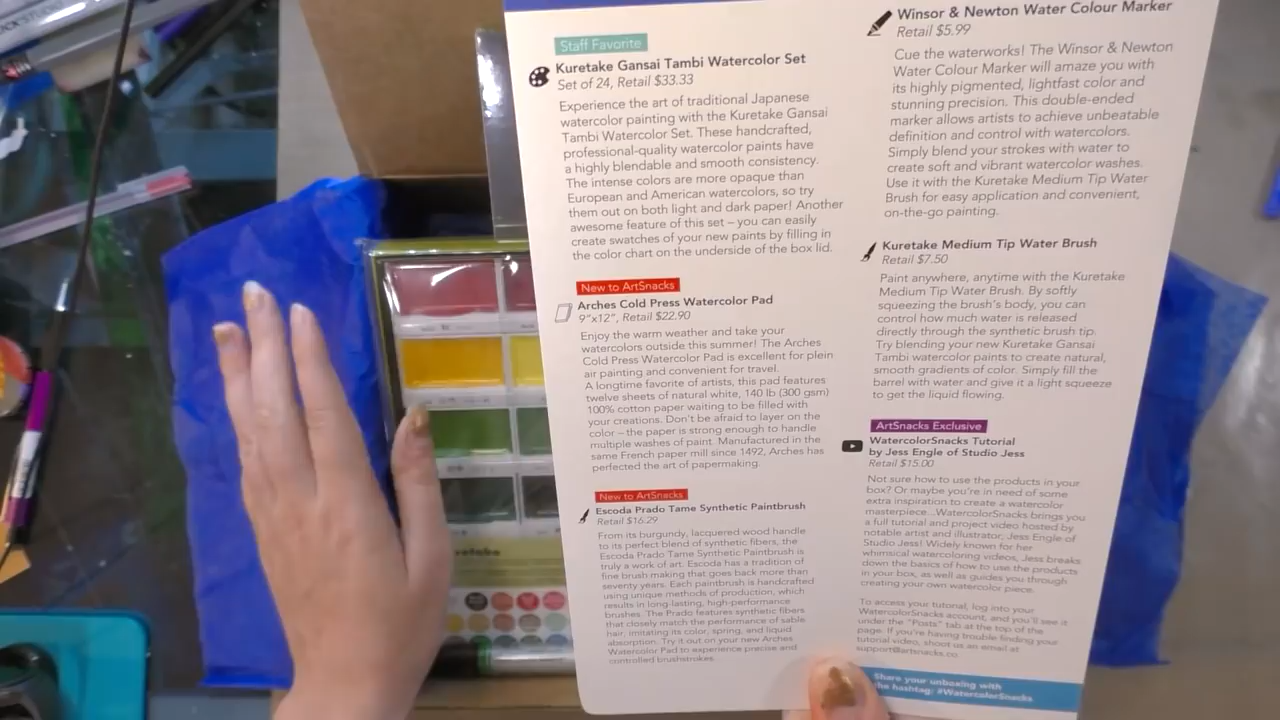 Staff Favorite
Kuretake Gansai Tambi Watercolor Set
Set of 24, Retail $33.33
Experience the art of traditional Japanese
watercolor painting with the Kuretake Gansai
Tambi Watercolor Set. These handcrafted,
professional-quality watercolor paints have
a highly blendable and smooth consistency.
The intense colors are more opaque than
European and American watercolors, so try
them out on both light and dark paper! Another
awesome feature of this set – you can easily
create swatches of your new paints by filling in
the color chart on the underside of the box lid.
New to ArtSnacks
Arches Cold Press Watercolor Pad
9"x12", Retail $22.90
Enjoy the warm weather and take your
watercolors outside this summer! The Arches
Cold Press Watercolor Pad is excellent for plein
air painting and convenient for travel.
A longtime favorite of artists, this pad features
twelve sheets of natural white, 140 lb (300 gsm)
100% cotton paper waiting to be filled with
your creations. Don't be afraid to layer on the
color – the paper is strong enough to handle
multiple washes of paint. Manufactured in the
same French paper mill since 1492, Arches has
perfected the art of papermaking.
New to ArtSnacks
Escoda Prado Tame Synthetic Paintbrush
Retail $16.29
From its burgundy, lacquered wood handle
to its perfect blend of synthetic fibers, the
Escoda Prado Tame Synthetic Paintbrush is
truly a work of art. Escoda has a tradition of
fine brush making that goes back more than
seventy years. Each paintbrush is handcrafted
using unique methods of production, which
results in long-lasting, high-performance
brushes. The Prado features synthetic fibers
that closely match the performance of sable
hair, imitating its color, spring, and liquid
absorption. Try it out on your new Arches
Watercolor Pad to experience precise and
controlled brushstrokes.
Winsor & Newton Water Colour Marker
Retail $5.99
Cue the waterworks! The Winsor & Newton
Water Colour Marker will amaze you with
its highly pigmented, lightfast color and
stunning precision. This double-ended
marker allows artists to achieve unbeatable
definition and control with watercolors.
Simply blend your strokes with water to
create soft and vibrant watercolor washes.
Use it with the Kuretake Medium Tip Water
Brush for easy application and convenient,
on-the-go painting.
Kuretake Medium Tip Water Brush
Retail $7.50
Paint anywhere, anytime with the Kuretake
Medium Tip Water Brush. By softly
squeezing the brush's body, you can
control how much water is released
directly through the synthetic brush tip.
Try blending your new Kuretake Gansai
Tambi watercolor paints to create natural,
smooth gradients of color. Simply fill the
barrel with water and give it a light squeeze
to get the liquid flowing.
ArtSnacks Exclusive
WatercolorSnacks Tutorial
by Jess Engle of Studio Jess
Retail $15.00
Not sure how to use the products in your
box? Or maybe you're in need of some
extra inspiration to create a watercolor
masterpiece...WatercolorSnacks brings you
a full tutorial and project video hosted by
notable artist and illustrator, Jess Engle of
Studio Jess! Widely known for her
whimsical watercoloring videos, Jess breaks
down the basics of how to use the products
in your box, as well as guides you through
creating your own watercolor piece.
To access your tutorial, log into your
WatercolorSnacks account, and you'll see it
under the "Posts" tab at the top of the
page. If you're having trouble finding your
tutorial video, shoot us an email at
support@artsnacks.co.
Share your unboxing with
the hashtag: #WatercolorSnacks